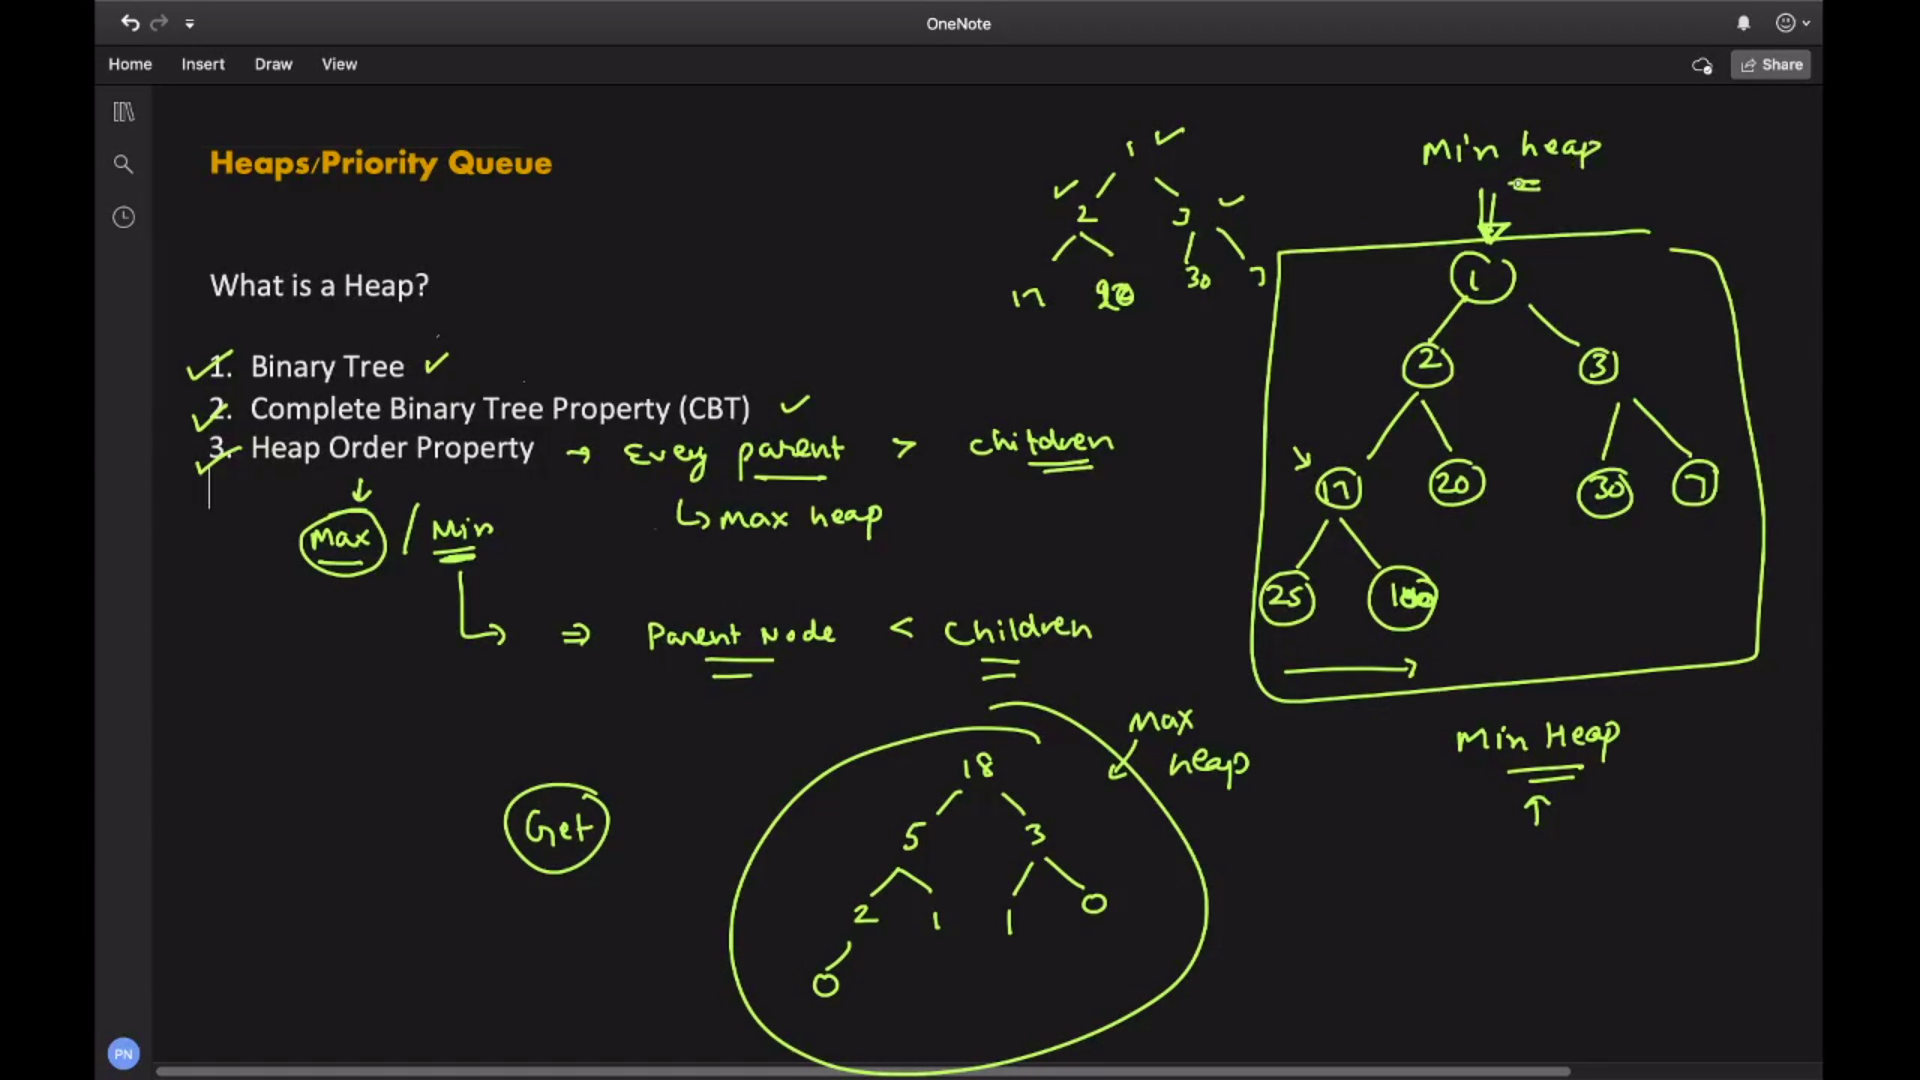 OneNote
Home Insert Draw View
Share
Heaps/Priority Queue
What is a Heap?
1. Binary Tree
2. Complete Binary Tree Property (CBT)
3. Heap Order Property → Every parent > children
↳ max heap
Max / Min
⇒ Parent Node < Children
Get
1
2 3
17 20 30 7
Min heap
1
2 3
17 20 30 7
25 100
Min Heap
Max
heap
18
5 3
2 1 1 0
0
PN